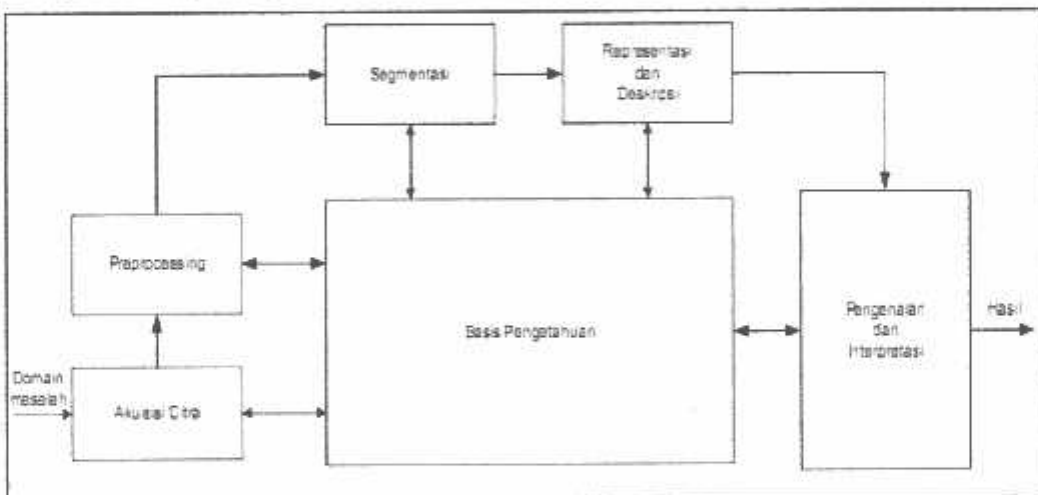 Segmentasi
Representasi
dan
Deskripsi
Preprocessing
Basis Pengetahuan
Pengenalan
dan
Interpretasi
Hasil
Domain
masalah
Akuisisi Citra